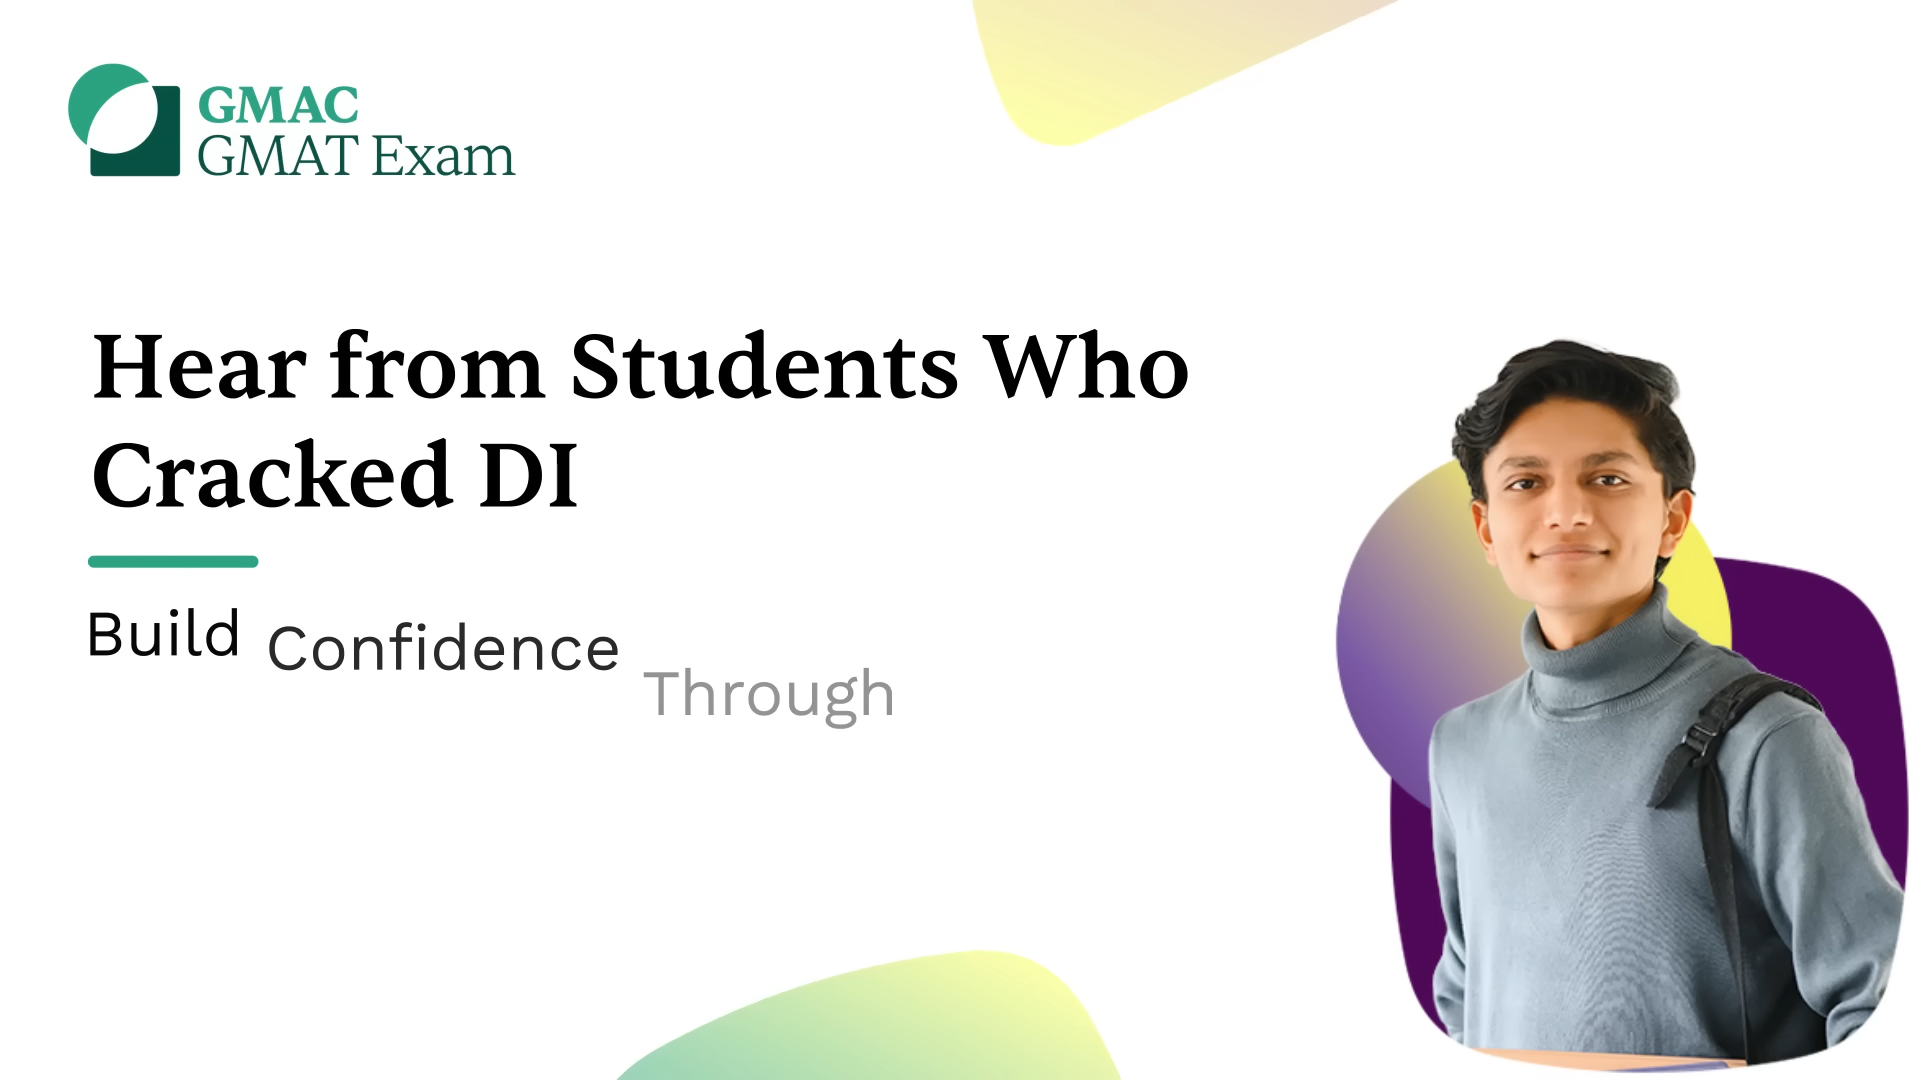 GMAC
GMAT Exam
Hear from Students Who
Cracked DI
Build Confidence Through